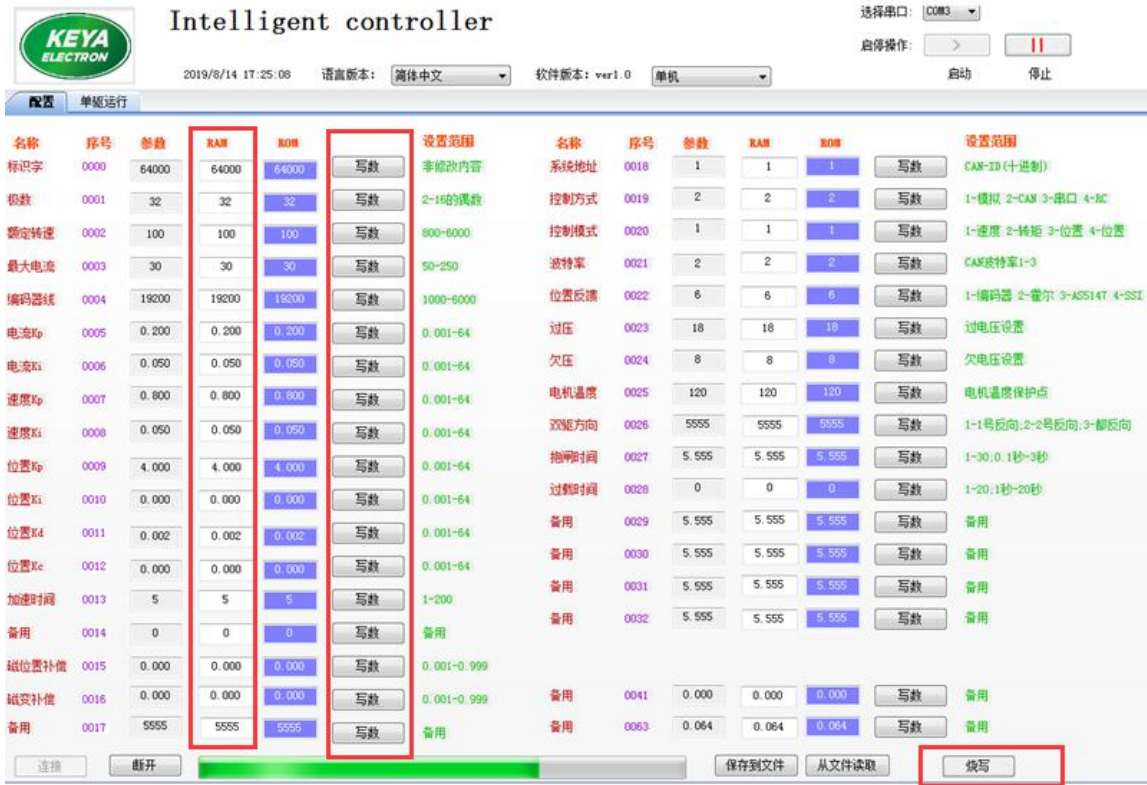 KEYA
ELECTRON
Intelligent controller
选择串口: COM3
启停操作: > II
启动 停止
2019/8/14 17:25:08 语言版本: 简体中文 软件版本: ver1.0 单机
配置 单驱运行
名称 序号 参数 RAM ROM 设置范围 名称 序号 参数 RAM ROM 设置范围
标识字 0000 64000 64000 64000 写数 非修改内容 系统地址 0018 1 1 1 写数 CAN-ID(十进制)
极数 0001 32 32 32 写数 2-16的偶数 控制方式 0019 2 2 2 写数 1-模拟 2-CAN 3-串口 4-RC
额定转速 0002 100 100 100 写数 800-6000 控制模式 0020 1 1 1 写数 1-速度 2-转矩 3-位置 4-位置
最大电流 0003 30 30 30 写数 50-250 波特率 0021 2 2 2 写数 CAN波特率1-3
编码器线 0004 19200 19200 19200 写数 1000-6000 位置反馈 0022 6 6 6 写数 1-编码器 2-霍尔 3-AS5147 4-SSI
电流Kp 0005 0.200 0.200 0.200 写数 0.001-64 过压 0023 18 18 18 写数 过电压设置
电流Ki 0006 0.050 0.050 0.050 写数 0.001-64 欠压 0024 8 8 8 写数 欠电压设置
速度Kp 0007 0.800 0.800 0.800 写数 0.001-64 电机温度 0025 120 120 120 写数 电机温度保护点
速度Ki 0008 0.050 0.050 0.050 写数 0.001-64 双驱方向 0026 5555 5555 5555 写数 1-1号反向;2-2号反向;3-都反向
位置Kp 0009 4.000 4.000 4.000 写数 0.001-64 抱闸时间 0027 5.555 5.555 5.555 写数 1-30:0.1秒-3秒
位置Ki 0010 0.000 0.000 0.000 写数 0.001-64 过载时间 0028 0 0 0 写数 1-20:1秒-20秒
位置Kd 0011 0.002 0.002 0.002 写数 0.001-64 备用 0029 5.555 5.555 5.555 写数 备用
位置Kc 0012 0.000 0.000 0.000 写数 0.001-64 备用 0030 5.555 5.555 5.555 写数 备用
加速时间 0013 5 5 5 写数 1-200 备用 0031 5.555 5.555 5.555 写数 备用
备用 0014 0 0 0 写数 备用 备用 0032 5.555 5.555 5.555 写数 备用
磁位置补偿 0015 0.000 0.000 0.000 写数 0.001-0.999
磁变补偿 0016 0.000 0.000 0.000 写数 0.001-0.999 备用 0041 0.000 0.000 0.000 写数 备用
备用 0017 5555 5555 5555 写数 备用 备用 0063 0.064 0.064 0.064 写数 备用
连接 断开 保存到文件 从文件读取 烧写